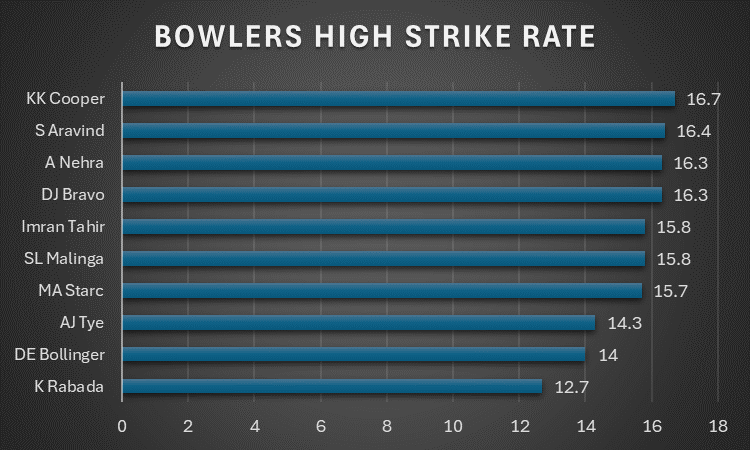 BOWLERS HIGH STRIKE RATE
KK Cooper 16.7
S Aravind 16.4
A Nehra 16.3
DJ Bravo 16.3
Imran Tahir 15.8
SL Malinga 15.8
MA Starc 15.7
AJ Tye 14.3
DE Bollinger 14
K Rabada 12.7
0 2 4 6 8 10 12 14 16 18